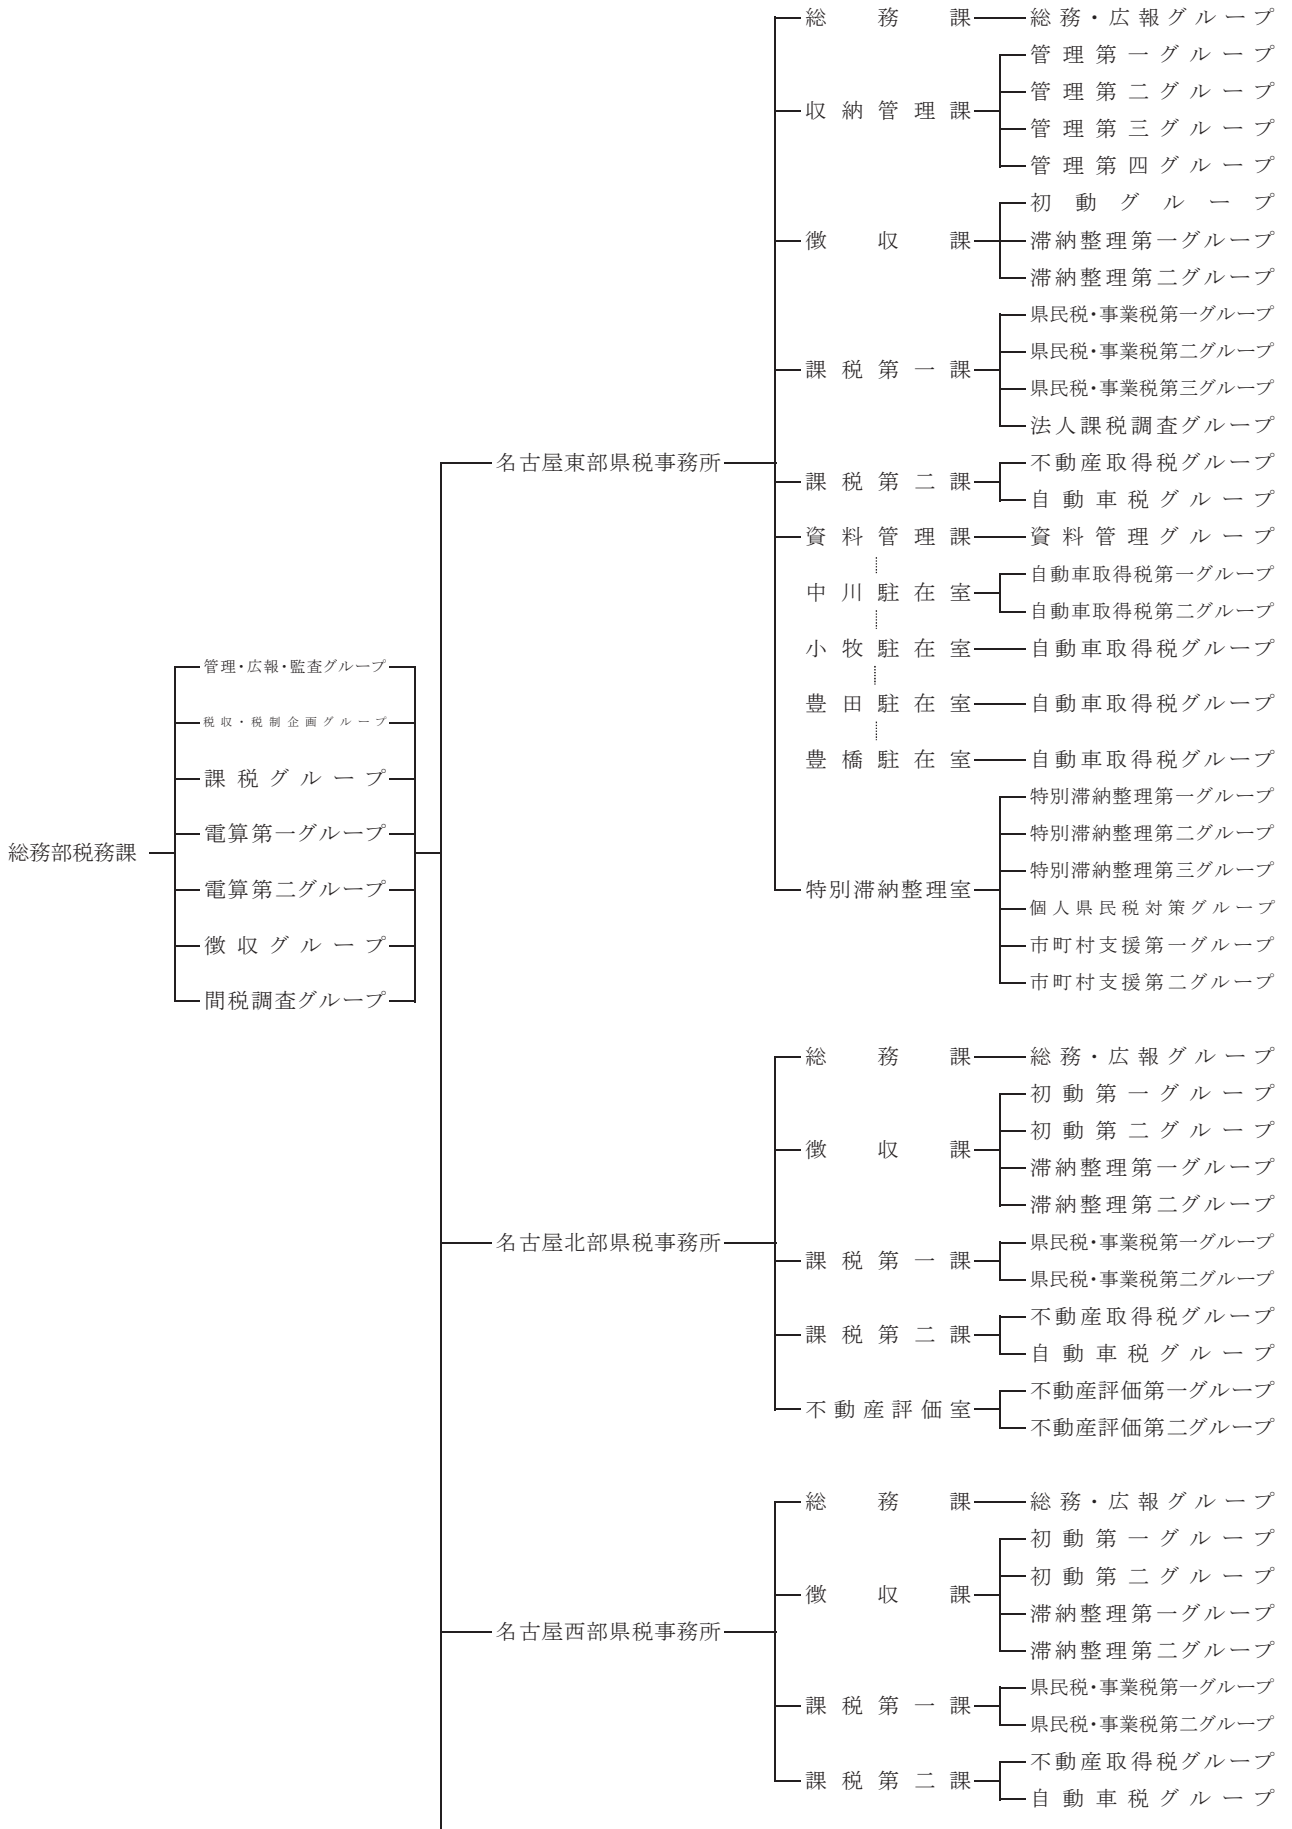 総務部税務課
管理・広報・監査グループ
税収・税制企画グループ
課税グループ
電算第一グループ
電算第二グループ
徴収グループ
間税調査グループ
名古屋東部県税事務所
総務課
総務・広報グループ
収納管理課
管理第一グループ
管理第二グループ
管理第三グループ
管理第四グループ
徴収課
初動グループ
滞納整理第一グループ
滞納整理第二グループ
課税第一課
県民税・事業税第一グループ
県民税・事業税第二グループ
県民税・事業税第三グループ
法人課税調査グループ
課税第二課
不動産取得税グループ
自動車税グループ
資料管理課
資料管理グループ
中川駐在室
自動車取得税第一グループ
自動車取得税第二グループ
小牧駐在室
自動車取得税グループ
豊田駐在室
自動車取得税グループ
豊橋駐在室
自動車取得税グループ
特別滞納整理室
特別滞納整理第一グループ
特別滞納整理第二グループ
特別滞納整理第三グループ
個人県民税対策グループ
市町村支援第一グループ
市町村支援第二グループ
名古屋北部県税事務所
総務課
総務・広報グループ
徴収課
初動第一グループ
初動第二グループ
滞納整理第一グループ
滞納整理第二グループ
課税第一課
県民税・事業税第一グループ
県民税・事業税第二グループ
課税第二課
不動産取得税グループ
自動車税グループ
不動産評価室
不動産評価第一グループ
不動産評価第二グループ
名古屋西部県税事務所
総務課
総務・広報グループ
徴収課
初動第一グループ
初動第二グループ
滞納整理第一グループ
滞納整理第二グループ
課税第一課
県民税・事業税第一グループ
県民税・事業税第二グループ
課税第二課
不動産取得税グループ
自動車税グループ